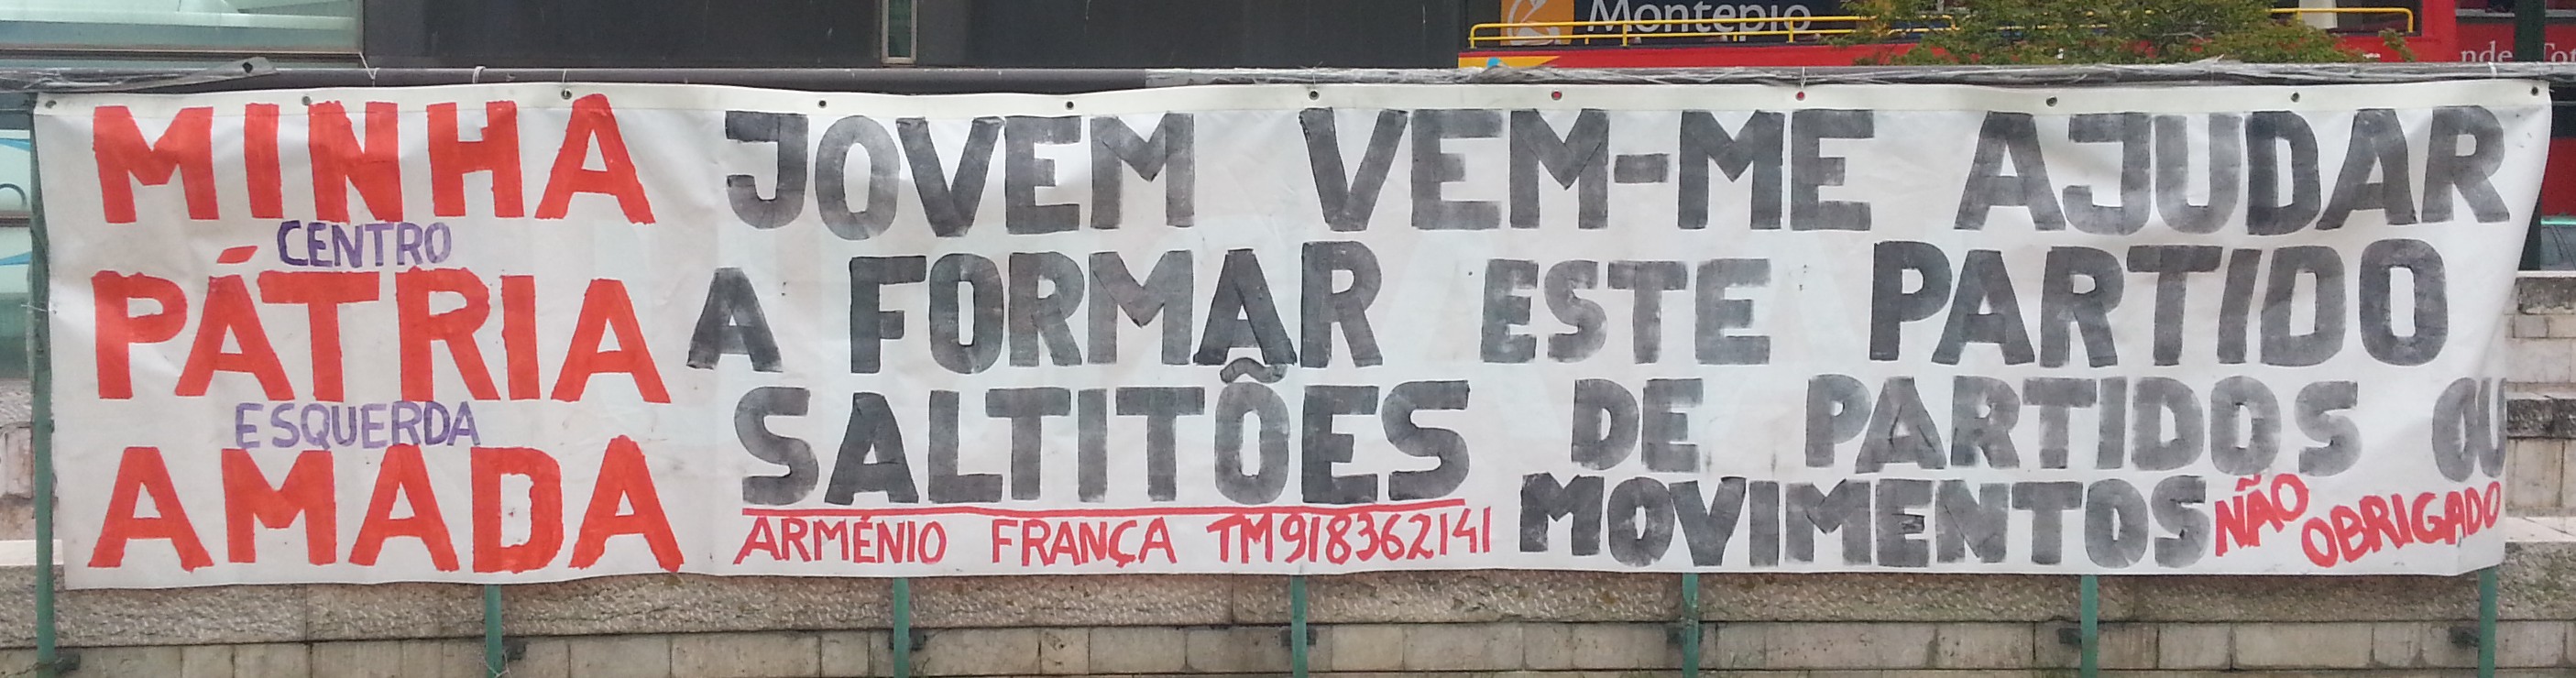 Montepio
nde
MINHA
CENTRO
PÁTRIA
ESQUERDA
AMADA
JOVEM VEM-ME AJUDAR
A FORMAR ESTE PARTIDO
SALTITÕES DE PARTIDOS OU
MOVIMENTOS NÃO OBRIGADO
ARMÉNIO FRANÇA TM918362141